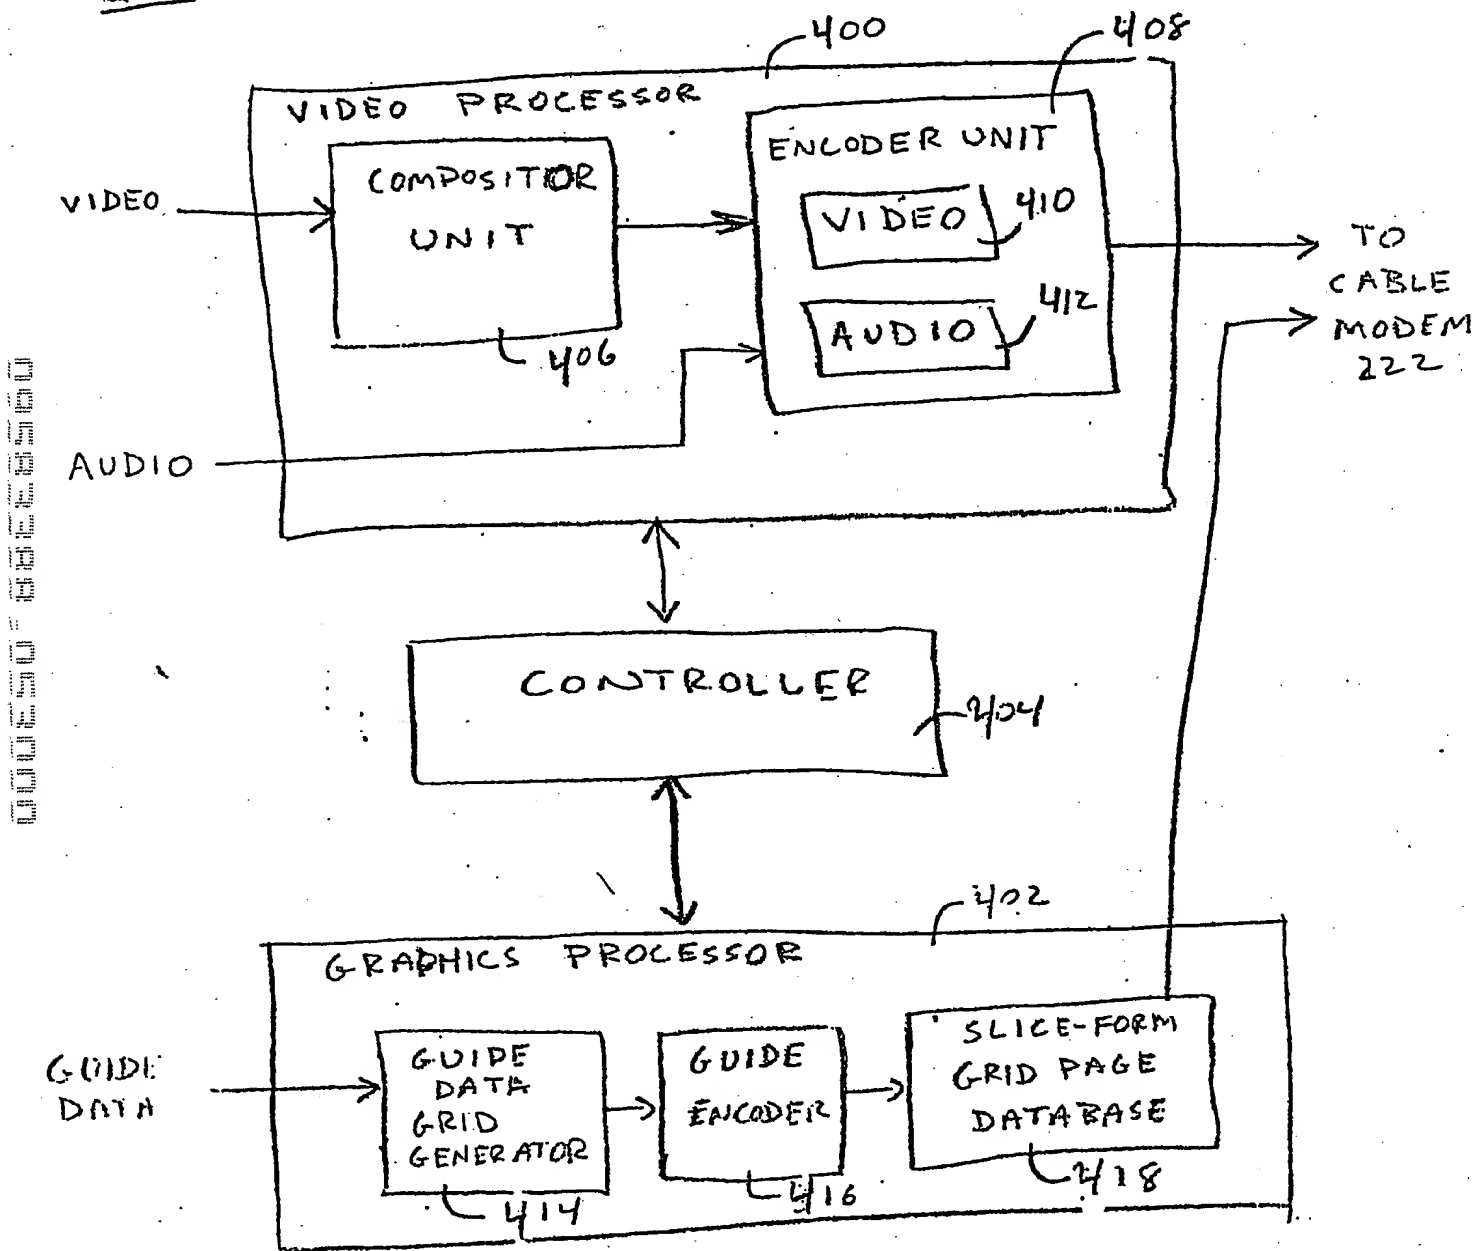 400
408
VIDEO PROCESSOR
ENCODER UNIT
COMPOSITOR
UNIT
VIDEO
VIDEO
410
AUDIO
412
406
AUDIO
TO
CABLE
MODEM
222
CONTROLLER
404
402
GRAPHICS PROCESSOR
GUIDE
DATA
GUIDE
DATA
GRID
GENERATOR
414
GUIDE
ENCODER
416
SLICE-FORM
GRID PAGE
DATABASE
418